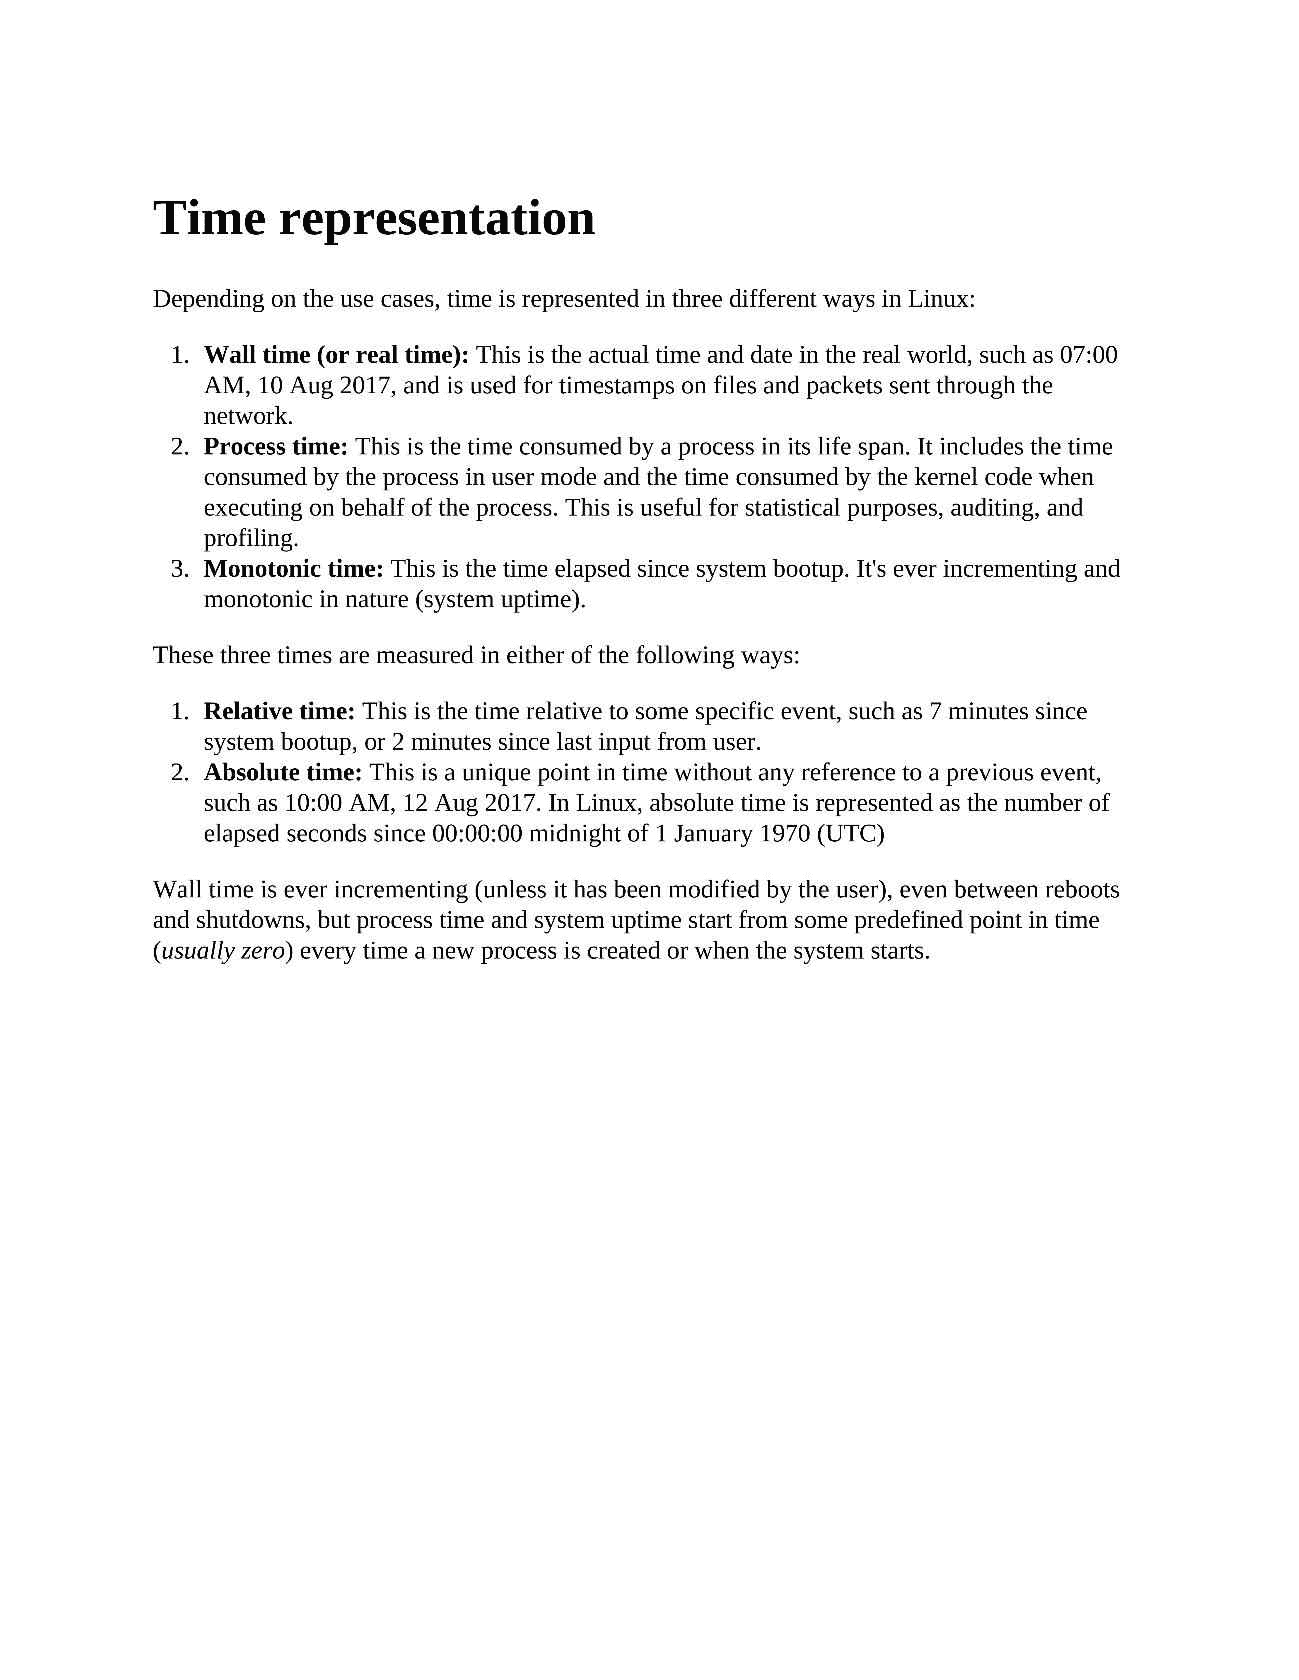 Time representation
Depending on the use cases, time is represented in three different ways in Linux:
1. Wall time (or real time): This is the actual time and date in the real world, such as 07:00
AM, 10 Aug 2017, and is used for timestamps on files and packets sent through the
network.
2. Process time: This is the time consumed by a process in its life span. It includes the time
consumed by the process in user mode and the time consumed by the kernel code when
executing on behalf of the process. This is useful for statistical purposes, auditing, and
profiling.
3. Monotonic time: This is the time elapsed since system bootup. It's ever incrementing and
monotonic in nature (system uptime).
These three times are measured in either of the following ways:
1. Relative time: This is the time relative to some specific event, such as 7 minutes since
system bootup, or 2 minutes since last input from user.
2. Absolute time: This is a unique point in time without any reference to a previous event,
such as 10:00 AM, 12 Aug 2017. In Linux, absolute time is represented as the number of
elapsed seconds since 00:00:00 midnight of 1 January 1970 (UTC)
Wall time is ever incrementing (unless it has been modified by the user), even between reboots
and shutdowns, but process time and system uptime start from some predefined point in time
(usually zero) every time a new process is created or when the system starts.